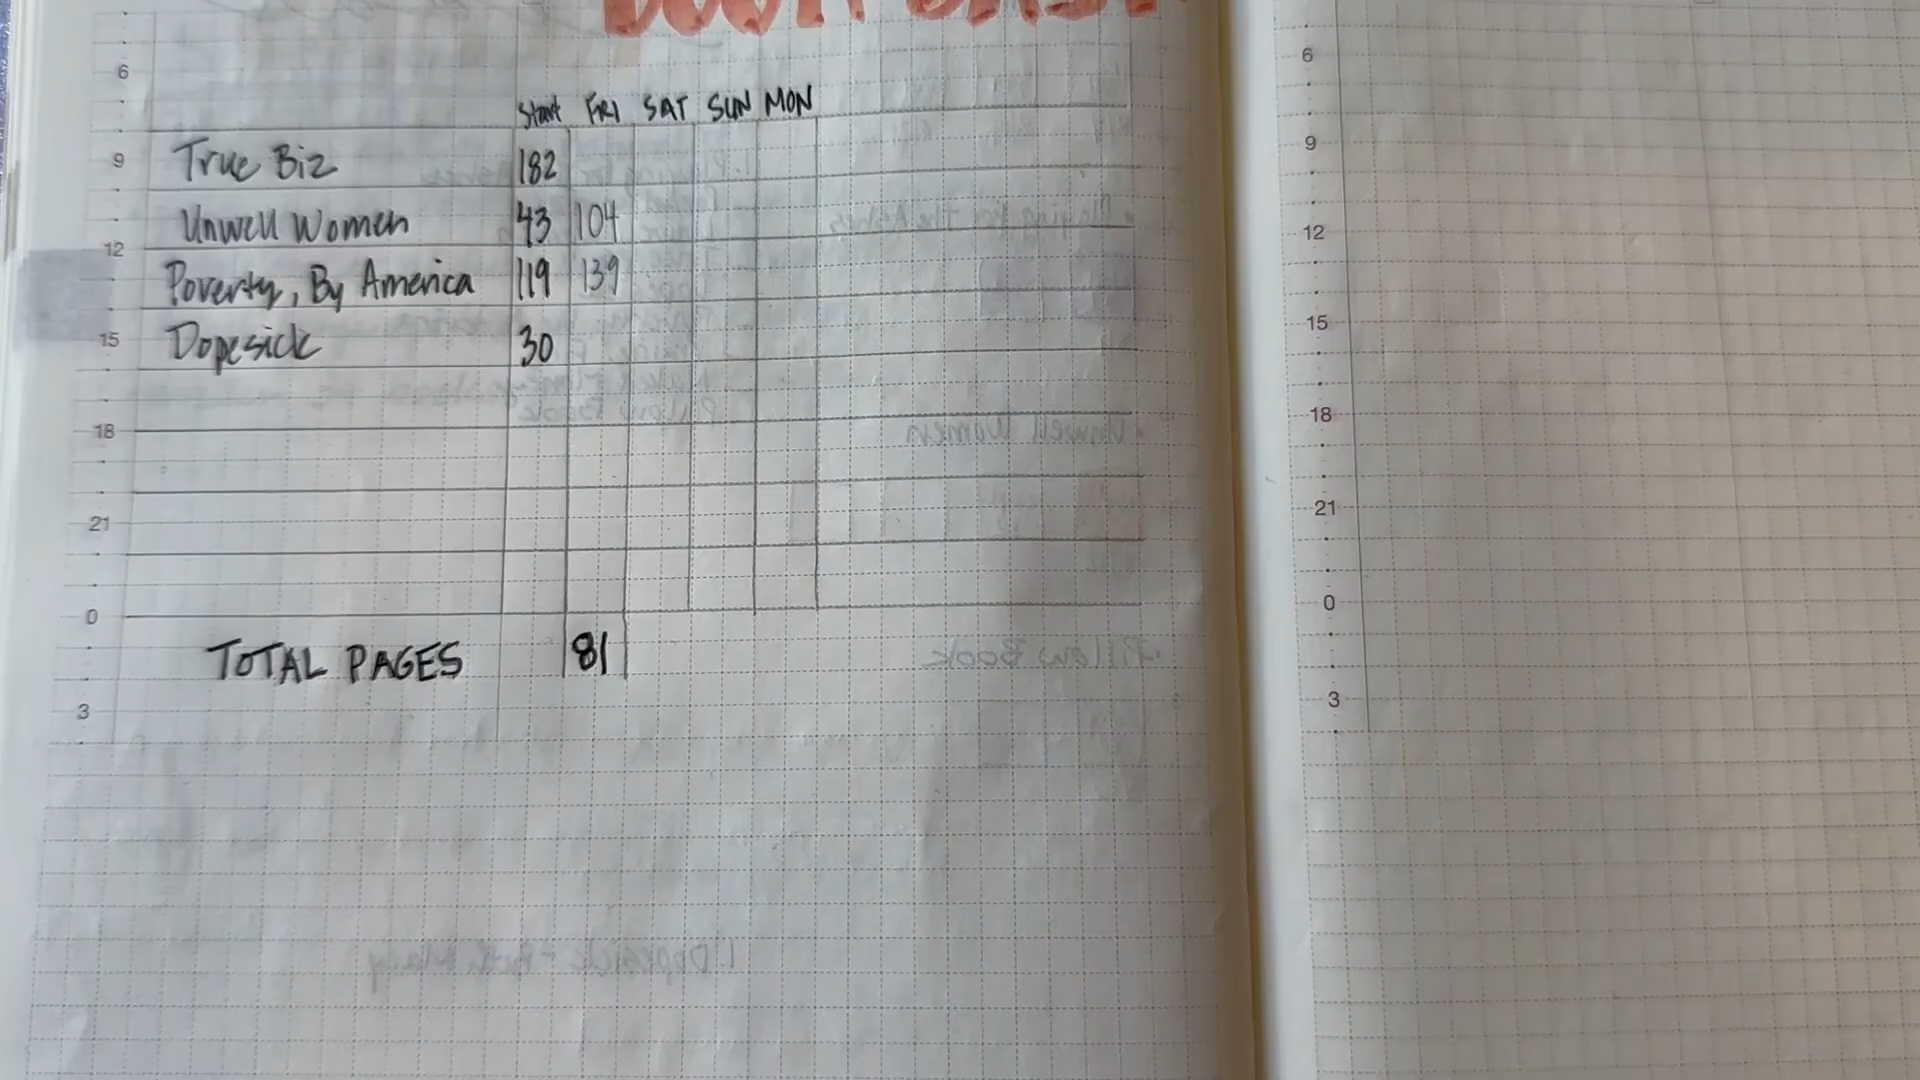 Start FRI SAT SUN MON
True Biz 182
Unwell Women 43 104
Poverty, By America 119 139
Dopesick 30
TOTAL PAGES 81
6
9
12
15
18
21
0
3
6
9
12
15
18
21
0
3